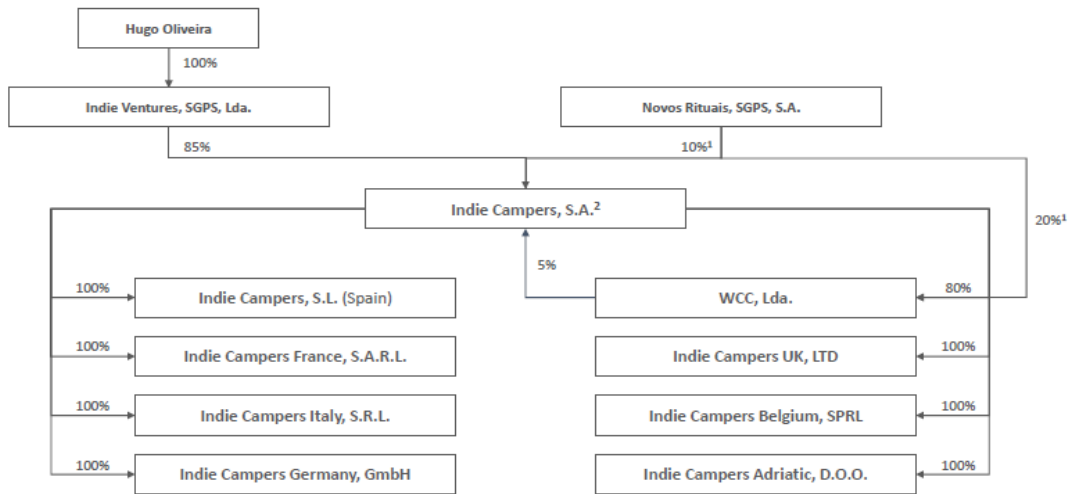 Hugo Oliveira
100%
Indie Ventures, SGPS, Lda.
Novos Rituais, SGPS, S.A.
85%
10%¹
Indie Campers, S.A.²
20%¹
5%
100%
Indie Campers, S.L. (Spain)
WCC, Lda.
80%
100%
Indie Campers France, S.A.R.L.
Indie Campers UK, LTD
100%
100%
Indie Campers Italy, S.R.L.
Indie Campers Belgium, SPRL
100%
100%
Indie Campers Germany, GmbH
Indie Campers Adriatic, D.O.O.
100%